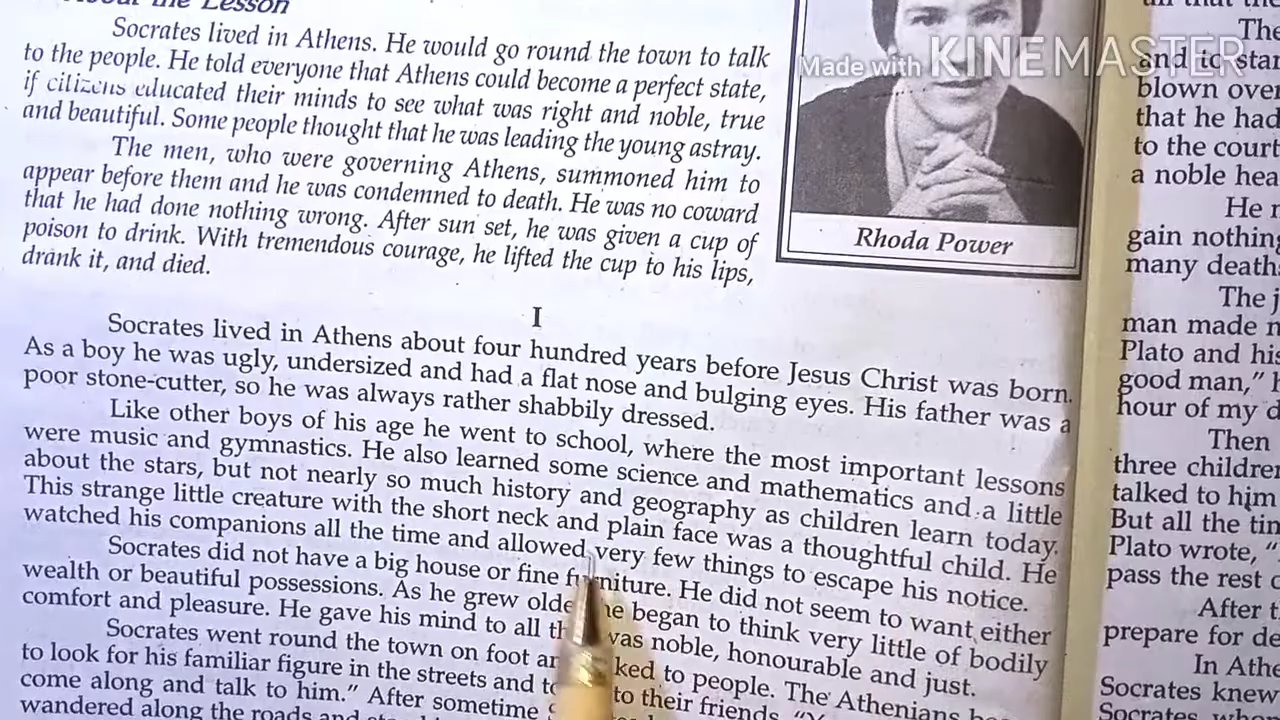 About the Lesson
Socrates lived in Athens. He would go round the town to talk
to the people. He told everyone that Athens could become a perfect state,
if citizens educated their minds to see what was right and noble, true
and beautiful. Some people thought that he was leading the young astray.
The men, who were governing Athens, summoned him to
appear before them and he was condemned to death. He was no coward
that he had done nothing wrong. After sun set, he was given a cup of
poison to drink. With tremendous courage, he lifted the cup to his lips,
drank it, and died.
Made with KINEMASTER
Rhoda Power
I
Socrates lived in Athens about four hundred years before Jesus Christ was born.
As a boy he was ugly, undersized and had a flat nose and bulging eyes. His father was a
poor stone-cutter, so he was always rather shabbily dressed.
Like other boys of his age he went to school, where the most important lessons
were music and gymnastics. He also learned some science and mathematics and a little
about the stars, but not nearly so much history and geography as children learn today.
This strange little creature with the short neck and plain face was a thoughtful child. He
watched his companions all the time and allowed very few things to escape his notice.
Socrates did not have a big house or fine furniture. He did not seem to want either
wealth or beautiful possessions. As he grew olde he began to think very little of bodily
comfort and pleasure. He gave his mind to all th was noble, honourable and just.
Socrates went round the town on foot an ked to people. The Athenians
to look for his familiar figure in the streets and to to their friends,
come along and talk to him." After sometime
wandered along the roads and
all that the
The
and to star
blown over
that he had
to the court
a noble hea
He
gain nothin
many death
The j
man made
Plato and his
good man,"
hour of my d
Then
three children
talked to him
But all the tim
Plato wrote, "
pass the rest
After t
prepare for de
In Athe
Socrates knew
Socrates